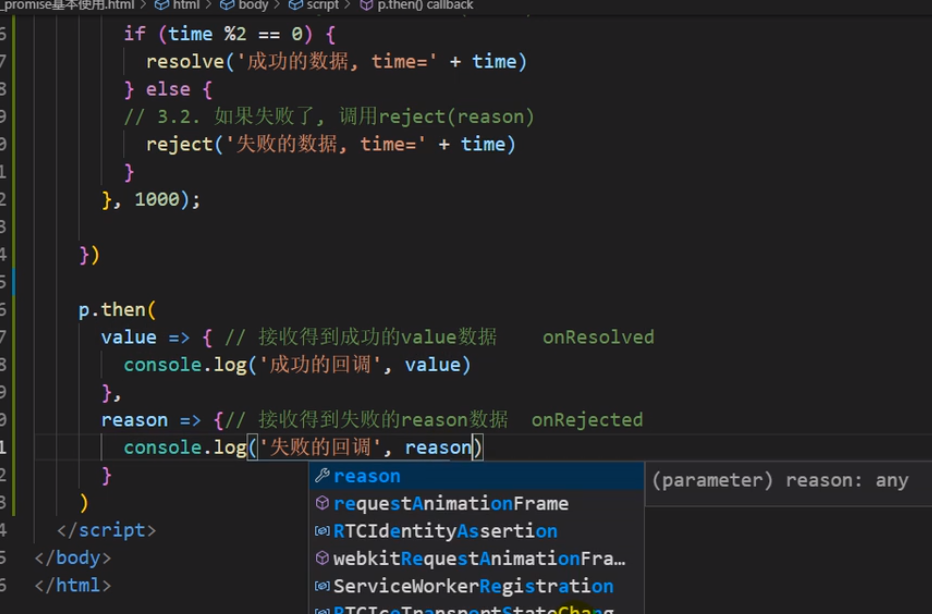 _promise基本使用.html > html > body > script > p.then() callback
6 if (time %2 == 0) {
7 resolve('成功的数据, time=' + time)
8 } else {
9 // 3.2. 如果失败了, 调用reject(reason)
0 reject('失败的数据, time=' + time)
1 }
2 }, 1000);
3
4 })
5
6 p.then(
7 value => { // 接收得到成功的value数据    onResolved
8 console.log('成功的回调', value)
9 },
0 reason => {// 接收得到失败的reason数据  onRejected
1 console.log('失败的回调', reason)
2 }
reason
(parameter) reason: any
3 )
requestAnimationFrame
4 </script>
RTCIdentityAssertion
5 </body>
webkitRequestAnimationFra...
6 </html>
ServiceWorkerRegistration
RTCIceTransportStateChang